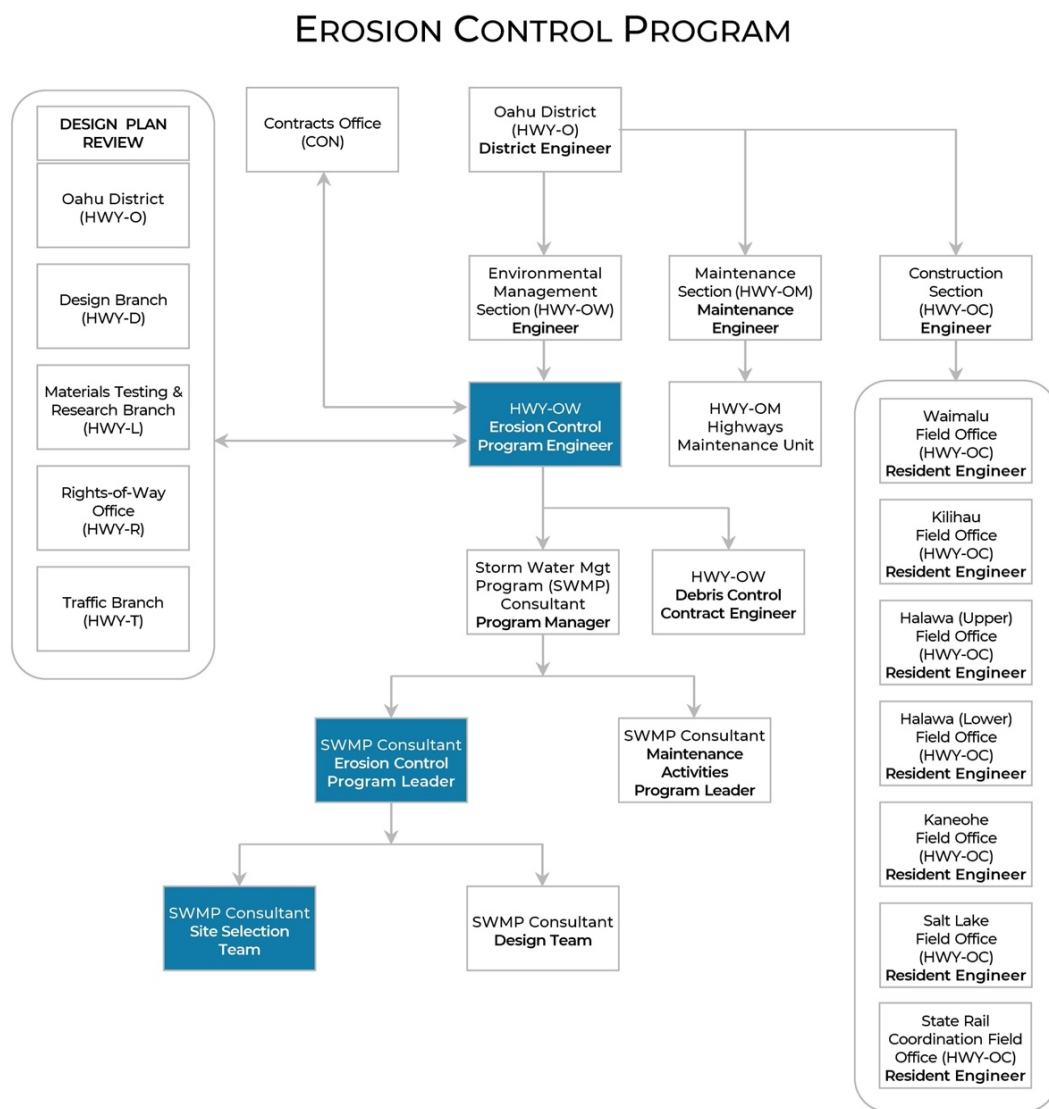 EROSION CONTROL PROGRAM
DESIGN PLAN
REVIEW
Oahu District
(HWY-O)
Design Branch
(HWY-D)
Materials Testing &
Research Branch
(HWY-L)
Rights-of-Way
Office
(HWY-R)
Traffic Branch
(HWY-T)
Contracts Office
(CON)
Oahu District
(HWY-O)
District Engineer
Environmental
Management
Section (HWY-OW)
Engineer
Maintenance
Section (HWY-OM)
Maintenance
Engineer
Construction
Section
(HWY-OC)
Engineer
HWY-OW
Erosion Control
Program Engineer
HWY-OM
Highways
Maintenance Unit
Storm Water Mgt
Program (SWMP)
Consultant
Program Manager
HWY-OW
Debris Control
Contract Engineer
SWMP Consultant
Erosion Control
Program Leader
SWMP Consultant
Maintenance
Activities
Program Leader
SWMP Consultant
Site Selection
Team
SWMP Consultant
Design Team
Waimalu
Field Office
(HWY-OC)
Resident Engineer
Kilihau
Field Office
(HWY-OC)
Resident Engineer
Halawa (Upper)
Field Office
(HWY-OC)
Resident Engineer
Halawa (Lower)
Field Office
(HWY-OC)
Resident Engineer
Kaneohe
Field Office
(HWY-OC)
Resident Engineer
Salt Lake
Field Office
(HWY-OC)
Resident Engineer
State Rail
Coordination Field
Office (HWY-OC)
Resident Engineer